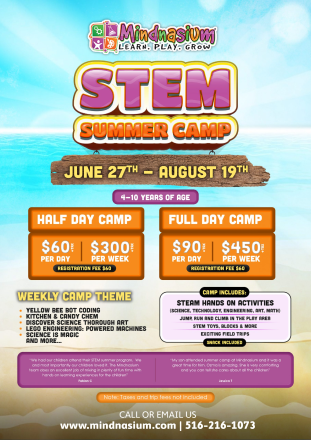 Mindnasium
LEARN. PLAY. GROW
STEM
SUMMER CAMP
JUNE 27TH – AUGUST 19TH
4-10 YEARS OF AGE
HALF DAY CAMP
$60 PER DAY
$300 PER WEEK
REGISTRATION FEE $60
FULL DAY CAMP
$90 PER DAY
$450 PER WEEK
REGISTRATION FEE $60
WEEKLY CAMP THEME
• YELLOW BEE BOT CODING
• KITCHEN & CANDY CHEM
• DISCOVER SCIENCE THOROUGH ART
• LEGO ENGINEERING: POWERED MACHINES
• SCIENCE IS MAGIC
AND MORE...
CAMP INCLUDES:
STEAM HANDS ON ACTIVITIES
(SCIENCE, TECHNOLOGY, ENGINEERING, ART, MATH)
JUMP, RUN AND CLIMB IN THE PLAY AREA
STEM TOYS, BLOCKS & MORE
EXCITING FIELD TRIPS
SNACK INCLUDED
Note: Taxes and trip fees not included
CALL OR EMAIL US
www.mindnasium.com | 516-216-1073